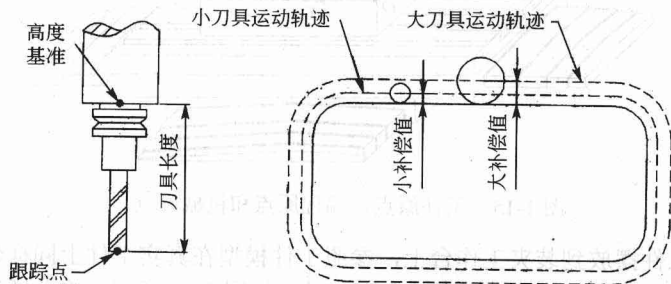 高度
基准
刀具长度
跟踪点
小刀具运动轨迹
大刀具运动轨迹
小补偿值
大补偿值